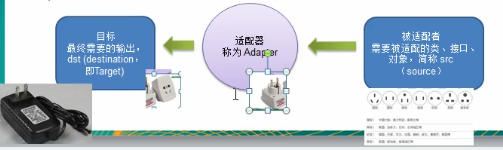 目标
最终需要的输出，
dst (destination，
即Target)
适配器
称为 Adapter
被适配者
需要被适配的类、接口、
对象，简称 src
（source）